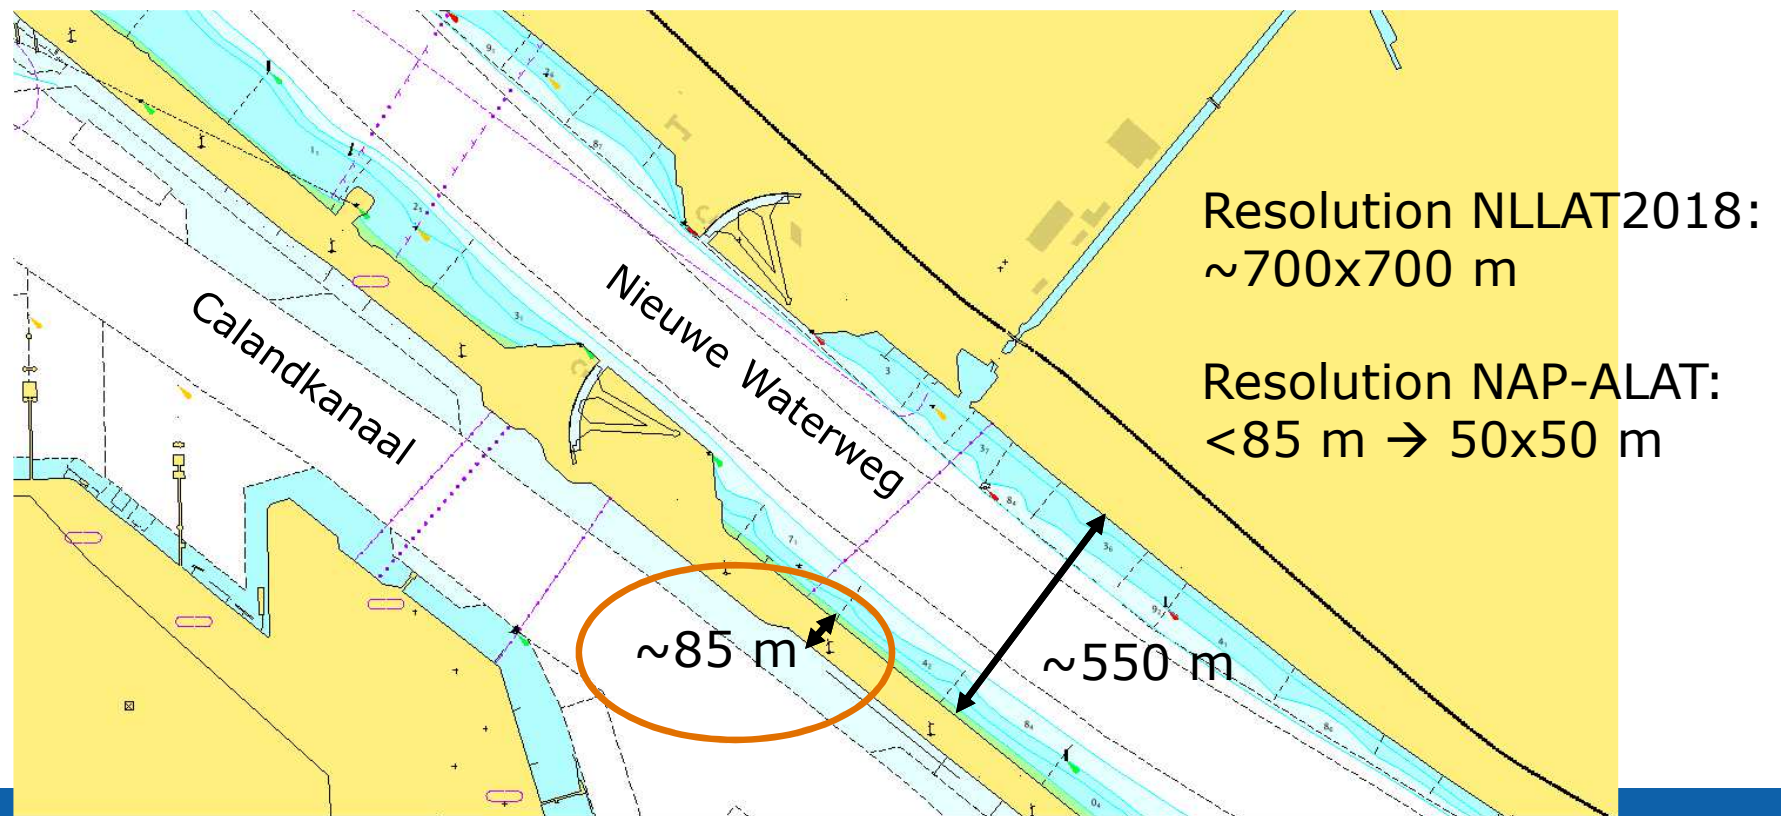 Resolution NLLAT2018:
~700x700 m
Nieuwe Waterweg
Calandkanaal
Resolution NAP-ALAT:
<85 m → 50x50 m
~85 m
~550 m